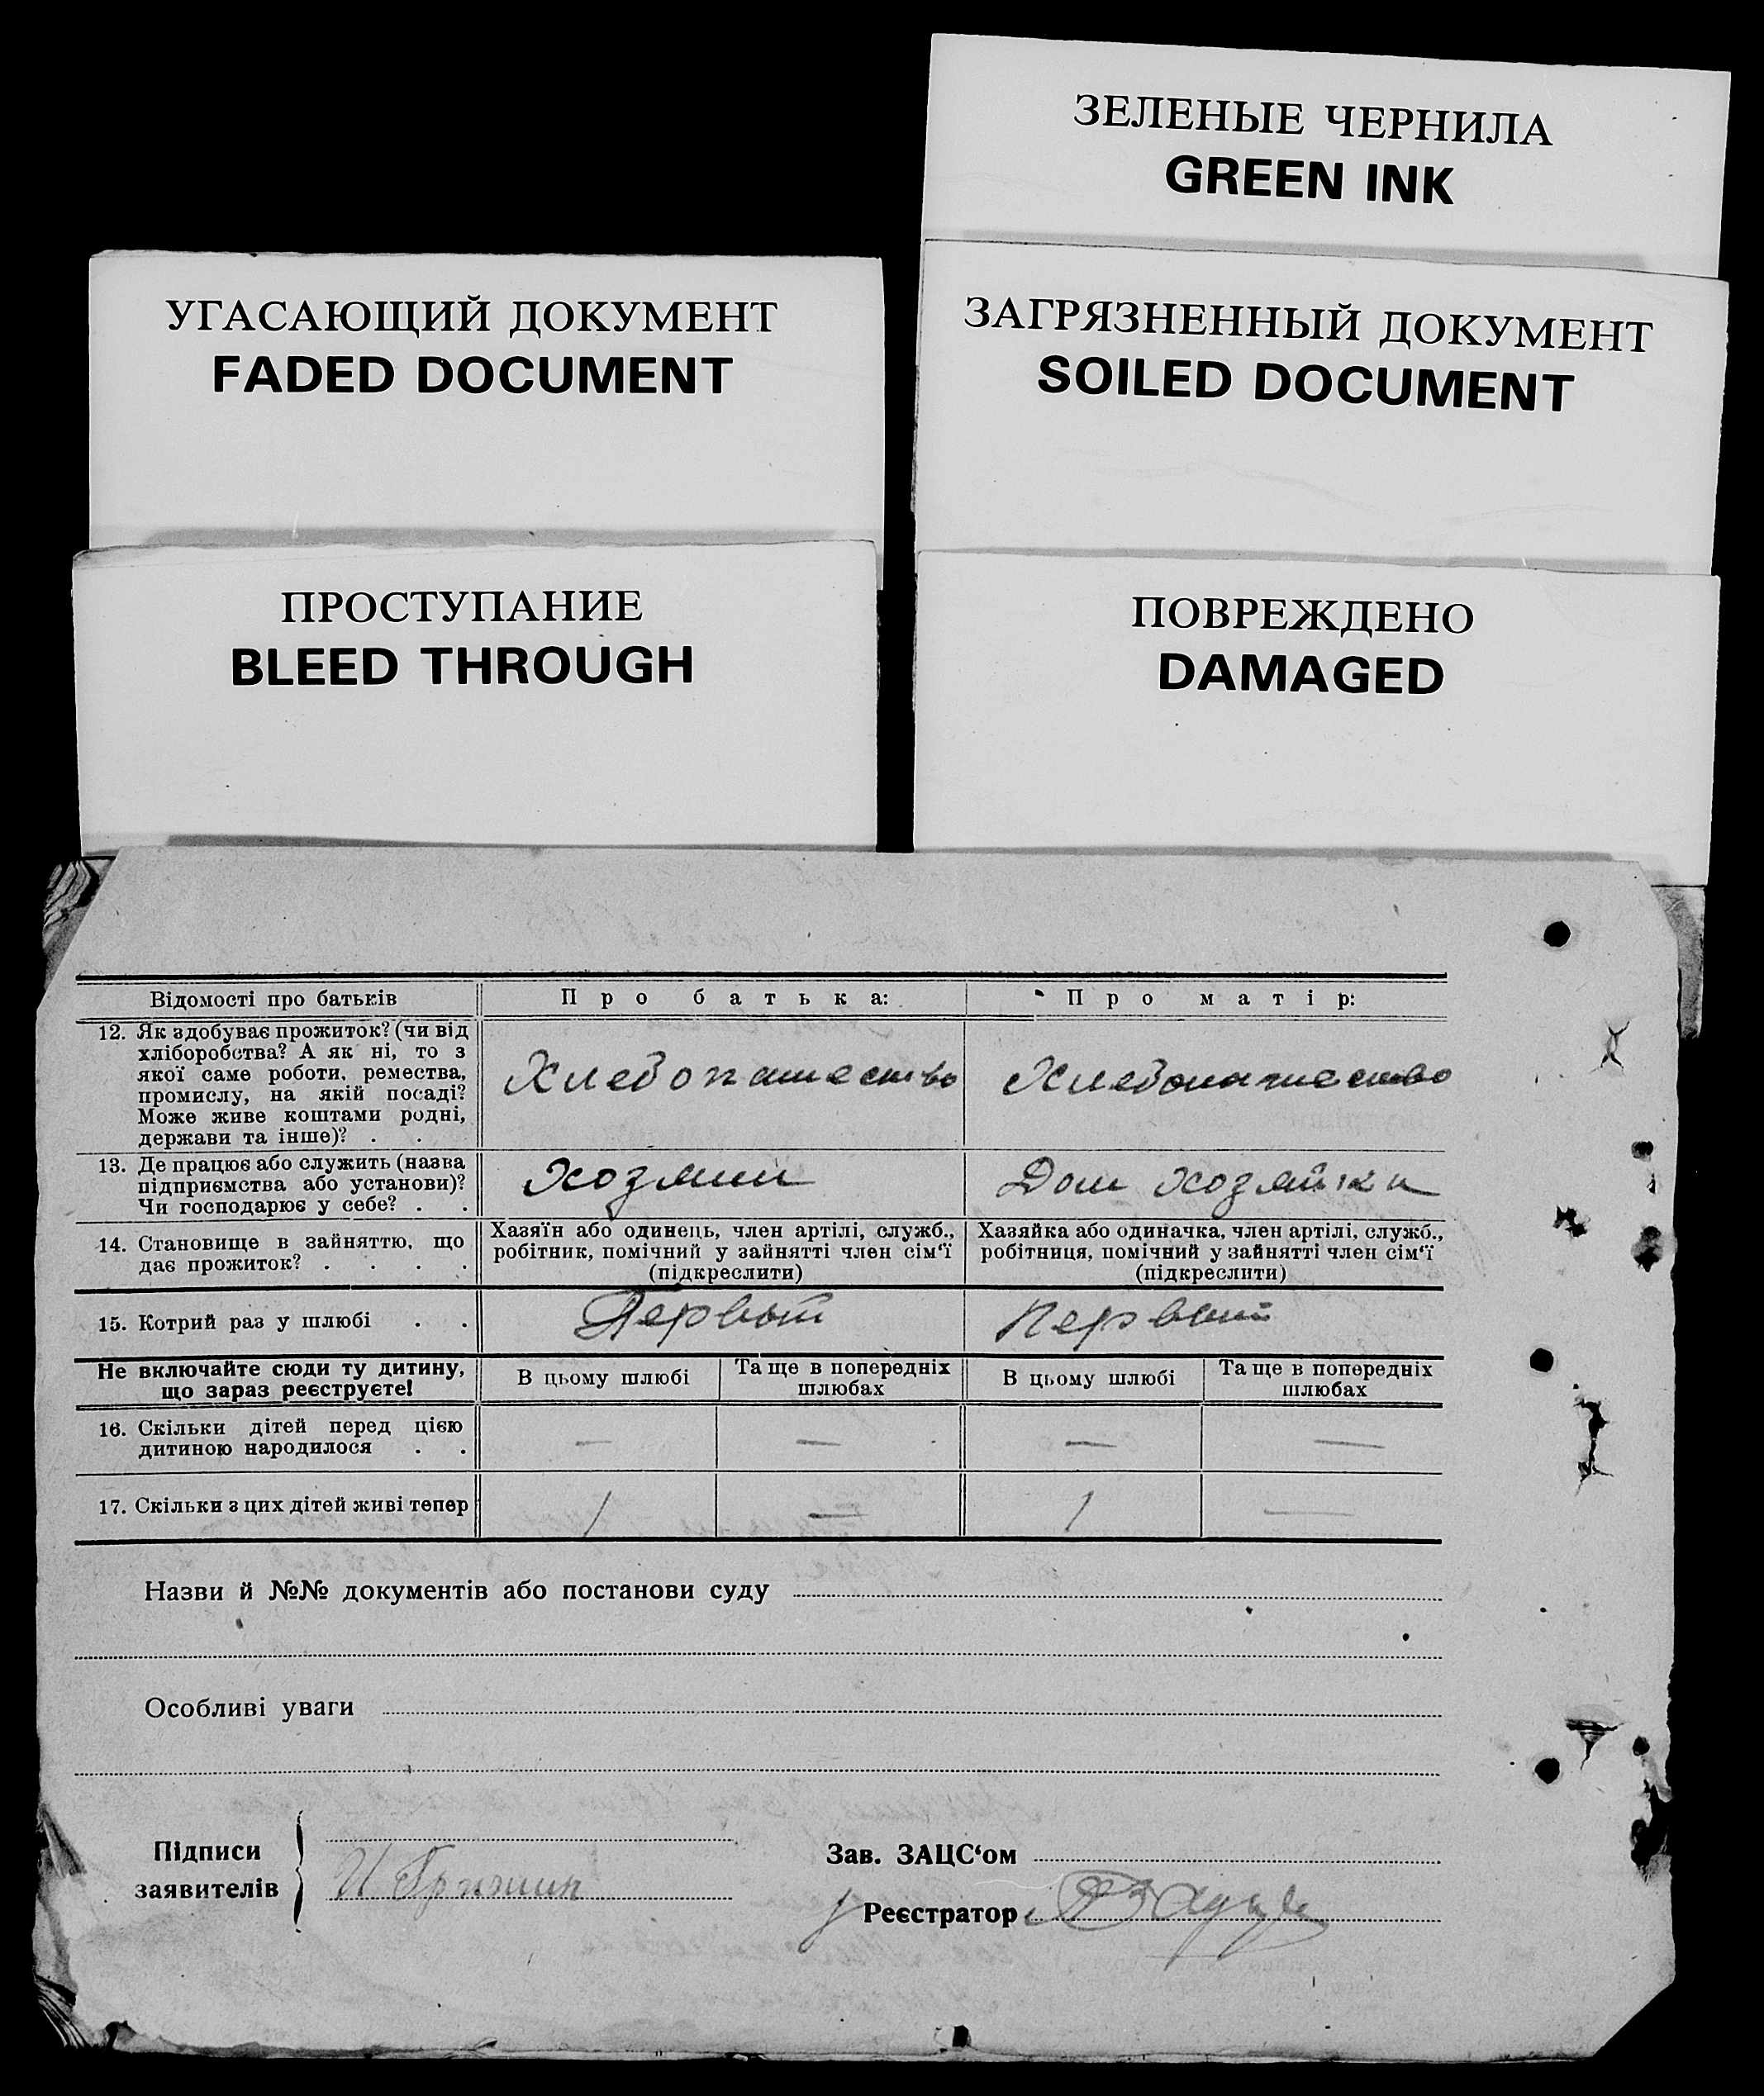 ЗЕЛЕНЫЕ ЧЕРНИЛА
GREEN INK
УГАСАЮЩИЙ ДОКУМЕНТ
FADED DOCUMENT
ЗАГРЯЗНЕННЫЙ ДОКУМЕНТ
SOILED DOCUMENT
ПРОСТУПАНИЕ
BLEED THROUGH
ПОВРЕЖДЕНО
DAMAGED
Відомості про батьків
Про батька:
Про матір:
12. Як здобуває прожиток? (чи від
хліборобства? А як ні, то з
якої саме роботи, ремества,
промислу, на якій посаді?
Може живе коштами родні,
держави та інше)? . .
Хлебопашество
Хлебопашество
13. Де працює або служить (назва
підприємства або установи)?
Чи господарює у себе? . .
Хозяин
Дом хозяйка
14. Становище в зайняттю, що
дає прожиток? . . . .
Хазяїн або одинець, член артілі, служб.,
робітник, помічний у зайнятті член сім'ї
(підкреслити)
Хазяйка або одиначка, член артілі, служб.,
робітниця, помічний у зайнятті член сім'ї
(підкреслити)
15. Котрий раз у шлюбі . .
Первый
Первый
Не включайте сюди ту дитину,
що зараз реєструєте!
В цьому шлюбі
Та ще в попередніх
шлюбах
В цьому шлюбі
Та ще в попередніх
шлюбах
16. Скільки дітей перед цією
дитиною народилося . .
— — — —
17. Скільки з цих дітей живі тепер
1 — 1 —
Назви й №№ документів або постанови суду
Особливі уваги
Підписи
заявителів
И Гришин
Зав. ЗАЦС'ом
Реєстратор